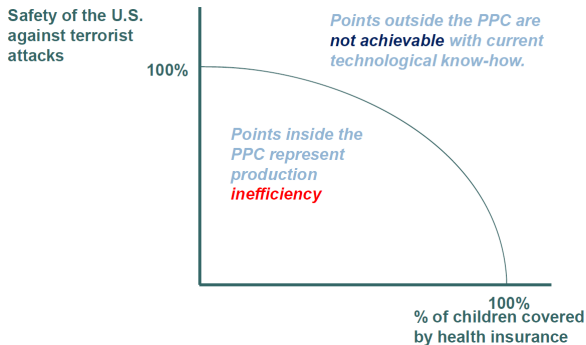 Safety of the U.S.
against terrorist
attacks
Points outside the PPC are
not achievable with current
technological know-how.
100%
Points inside the
PPC represent
production
inefficiency
100%
% of children covered
by health insurance